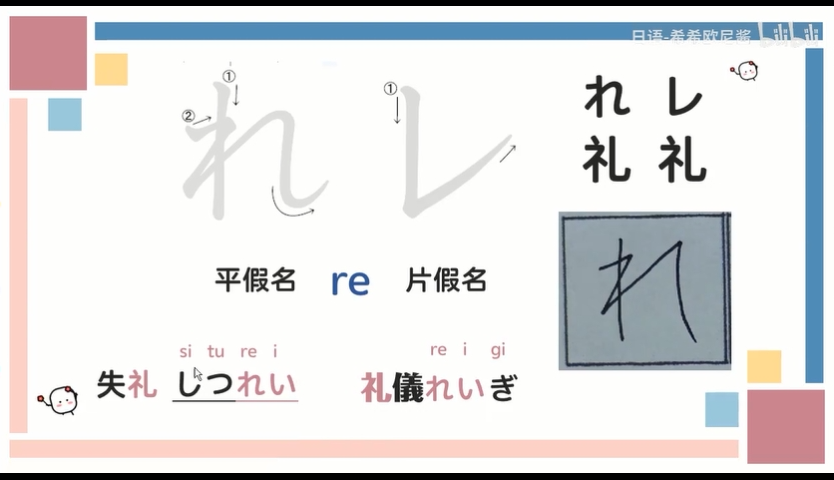 日语-希希欧尼酱 bilibili
① ① れ レ
② れ レ 礼 礼
れ
平假名 re 片假名
si tu re i re i gi
失礼 しつれい 礼儀れいぎ